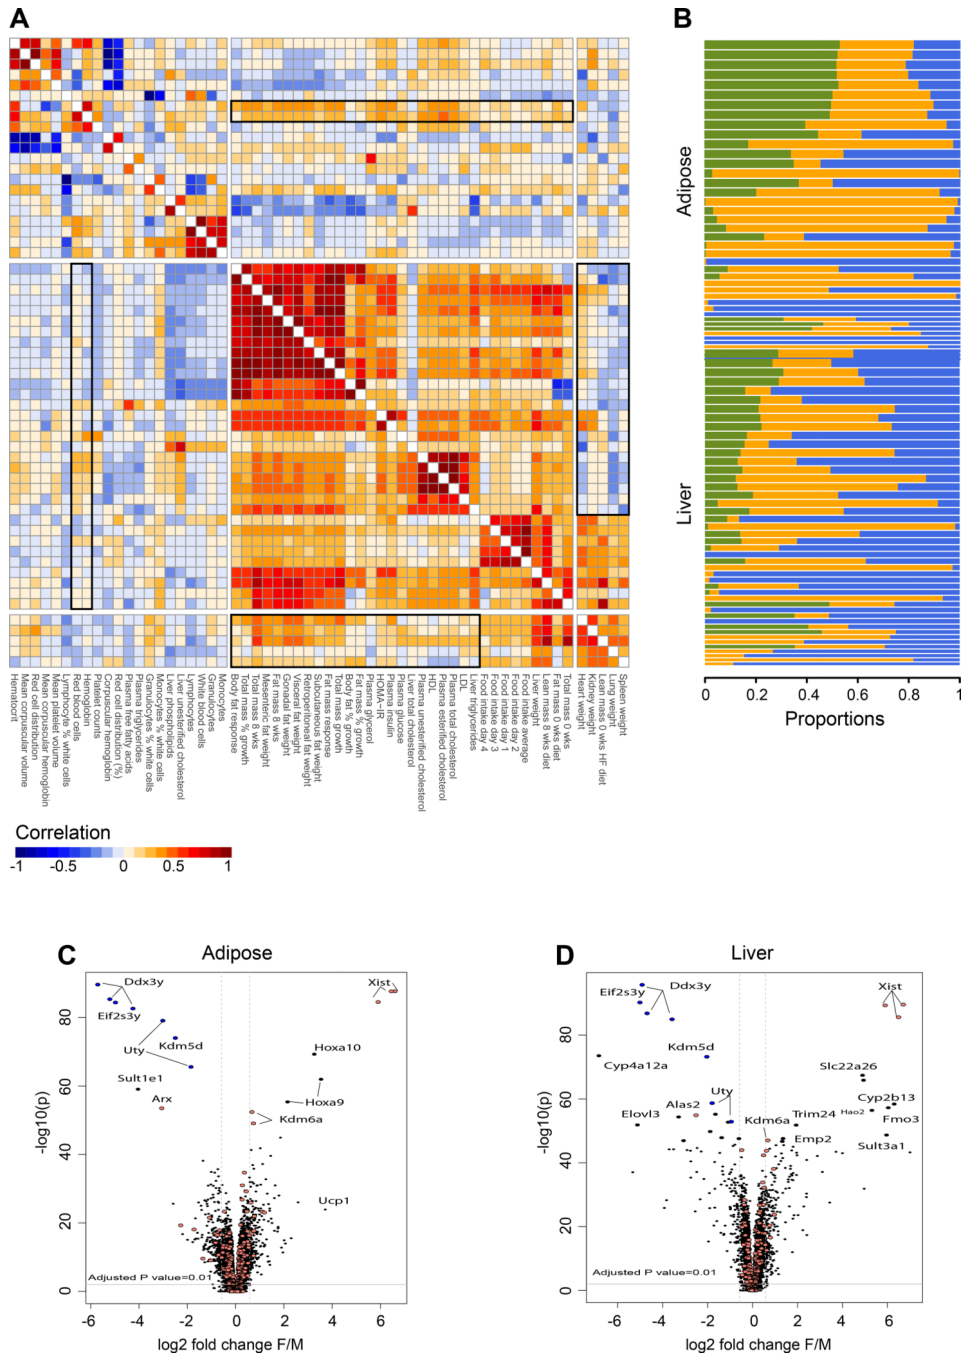 A
B
Adipose
Liver
0
0.2
0.4
0.6
0.8
1
Proportions
Hematocrit
Mean corpuscular volume
Red cell distribution
Mean corpuscular hemoglobin
Mean platelet volume
Lymphocyte % white cells
Red blood cells
Hemoglobin
Platelet counts
Corpuscular hemoglobin
Red cell distribution (%)
Plasma free fatty acids
Plasma triglycerides
Granulocytes % white cells
Monocytes % white cells
Liver phospholipids
Liver unesterified cholesterol
Lymphocytes
White blood cells
Granulocytes
Monocytes
Body fat response
Total mass % growth
Total mass 8 wks
Mesenteric fat weight
Fat mass 8 wks
Gonadal fat weight
Visceral fat weight
Retroperitoneal fat weight
Subcutaneous fat weight
Fat mass response
Total mass growth
Body fat % growth
Fat mass % growth
Plasma glycerol
HOMA-IR
Plasma insulin
Plasma glucose
Liver total cholesterol
Plasma unesterified cholesterol
HDL
Plasma esterified cholesterol
Plasma total cholesterol
LDL
Liver triglycerides
Food intake day 4
Food intake day 3
Food intake day 1
Food intake day 2
Food intake average
Liver weight
Lean mass 8 wks diet
Fat mass 0 wks diet
Total mass 0 wks
Heart weight
Kidney weight
Lean mass 0 wks HF diet
Lung weight
Spleen weight
Correlation
-1
-0.5
0
0.5
1
C
Adipose
Ddx3y
Xist
Eif2s3y
Uty
Kdm5d
Hoxa10
Sult1e1
Arx
Hoxa9
Kdm6a
Ucp1
Adjusted P value=0.01
-log10(p)
0
20
40
60
80
-6
-4
-2
0
2
4
6
log2 fold change F/M
D
Liver
Ddx3y
Xist
Eif2s3y
Kdm5d
Cyp4a12a
Slc22a26
Uty
Cyp2b13
Alas2
Elovl3
Kdm6a
Trim24
Hao2
Fmo3
Emp2
Sult3a1
Adjusted P value=0.01
-log10(p)
0
20
40
60
80
-6
-4
-2
0
2
4
6
log2 fold change F/M